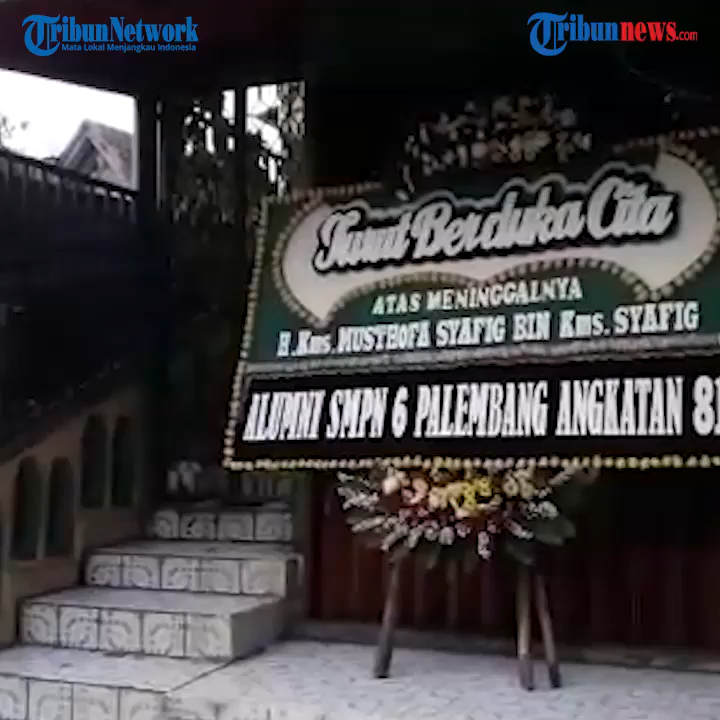 TribunNetwork
Mata Lokal Menjangkau Indonesia
Tribunnews.com
Turut Berduka Cita
ATAS MENINGGALNYA
H. Kms. MUSTHOFA SYAFIG BIN Kms. SYAFIG
ALUMNI SMPN 6 PALEMBANG ANGKATAN 81